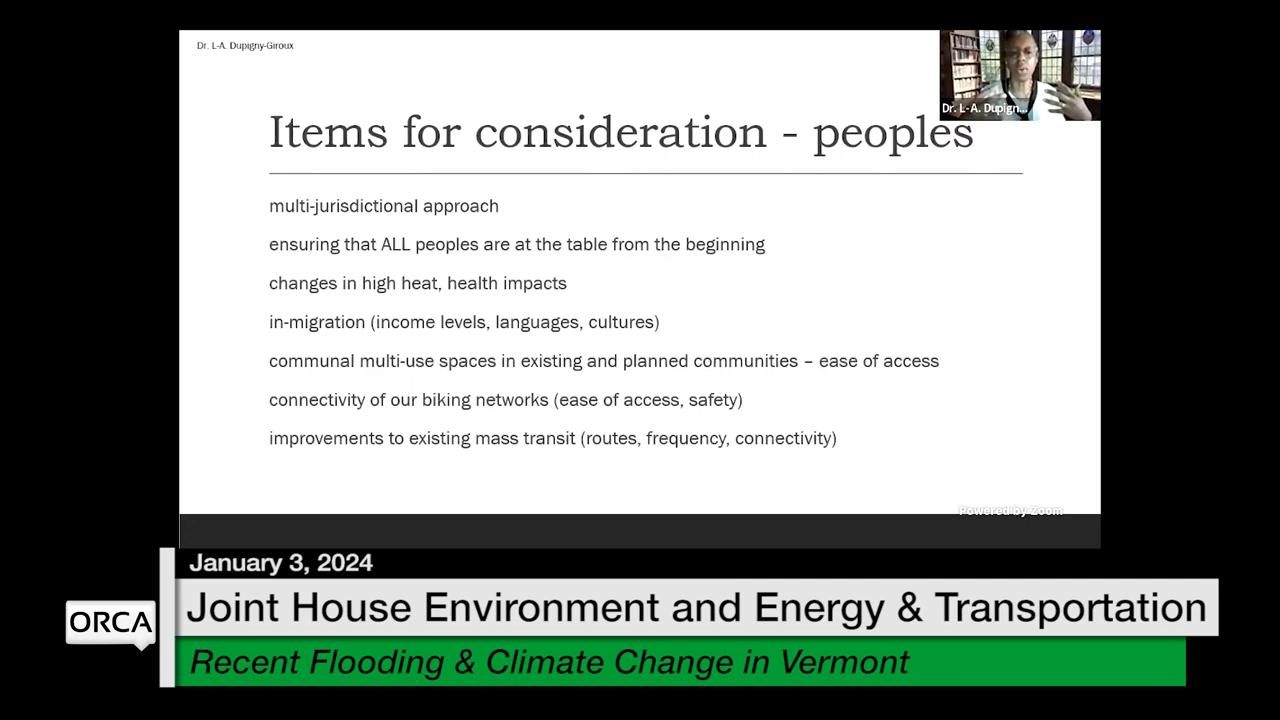 Dr. L-A. Dupigny-Giroux
Dr. L-A. Dupign...
Items for consideration - peoples
multi-jurisdictional approach
ensuring that ALL peoples are at the table from the beginning
changes in high heat, health impacts
in-migration (income levels, languages, cultures)
communal multi-use spaces in existing and planned communities – ease of access
connectivity of our biking networks (ease of access, safety)
improvements to existing mass transit (routes, frequency, connectivity)
Powered by Zoom
January 3, 2024
ORCA
Joint House Environment and Energy & Transportation
Recent Flooding & Climate Change in Vermont